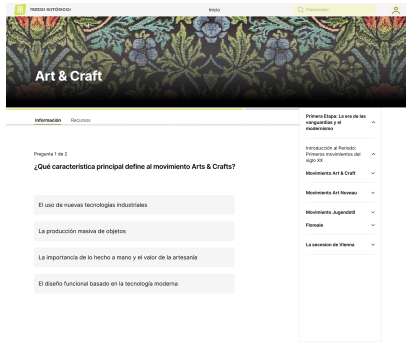 TRAZOS HISTÓRICOS
Inicio
Art & Craft
Información
Recursos
Pregunta 1 de 2
¿Qué característica principal define al movimiento Arts & Crafts?
El uso de nuevas tecnologías industriales
La producción masiva de objetos
La importancia de lo hecho a mano y el valor de la artesanía
El diseño funcional basado en la tecnología moderna
Primera Etapa: La era de las
vanguardias y el
modernismo
Introducción al Periodo:
Primeros movimientos del
siglo XX
Movimiento Art & Craft
Movimiento Art Noveau
Movimiento Jugendstil
Floreale
La secesion de Vienna